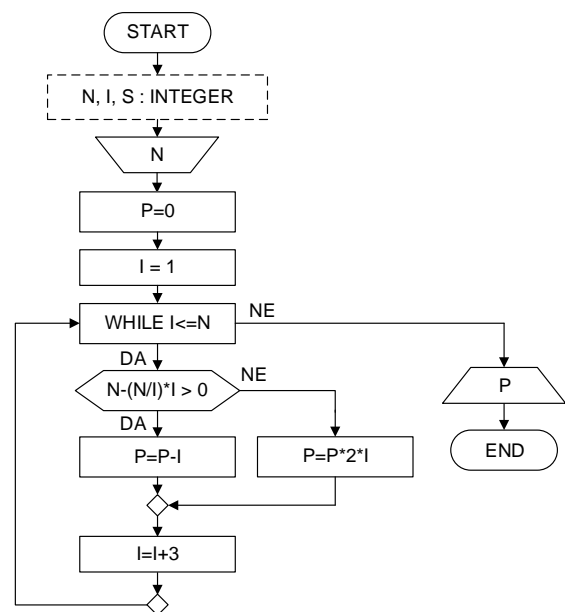 START
N, I, S : INTEGER
N
P=0
I = 1
WHILE I<=N
NE
DA
N-(N/I)*I > 0
NE
P
DA
P=P-I
P=P*2*I
END
I=I+3